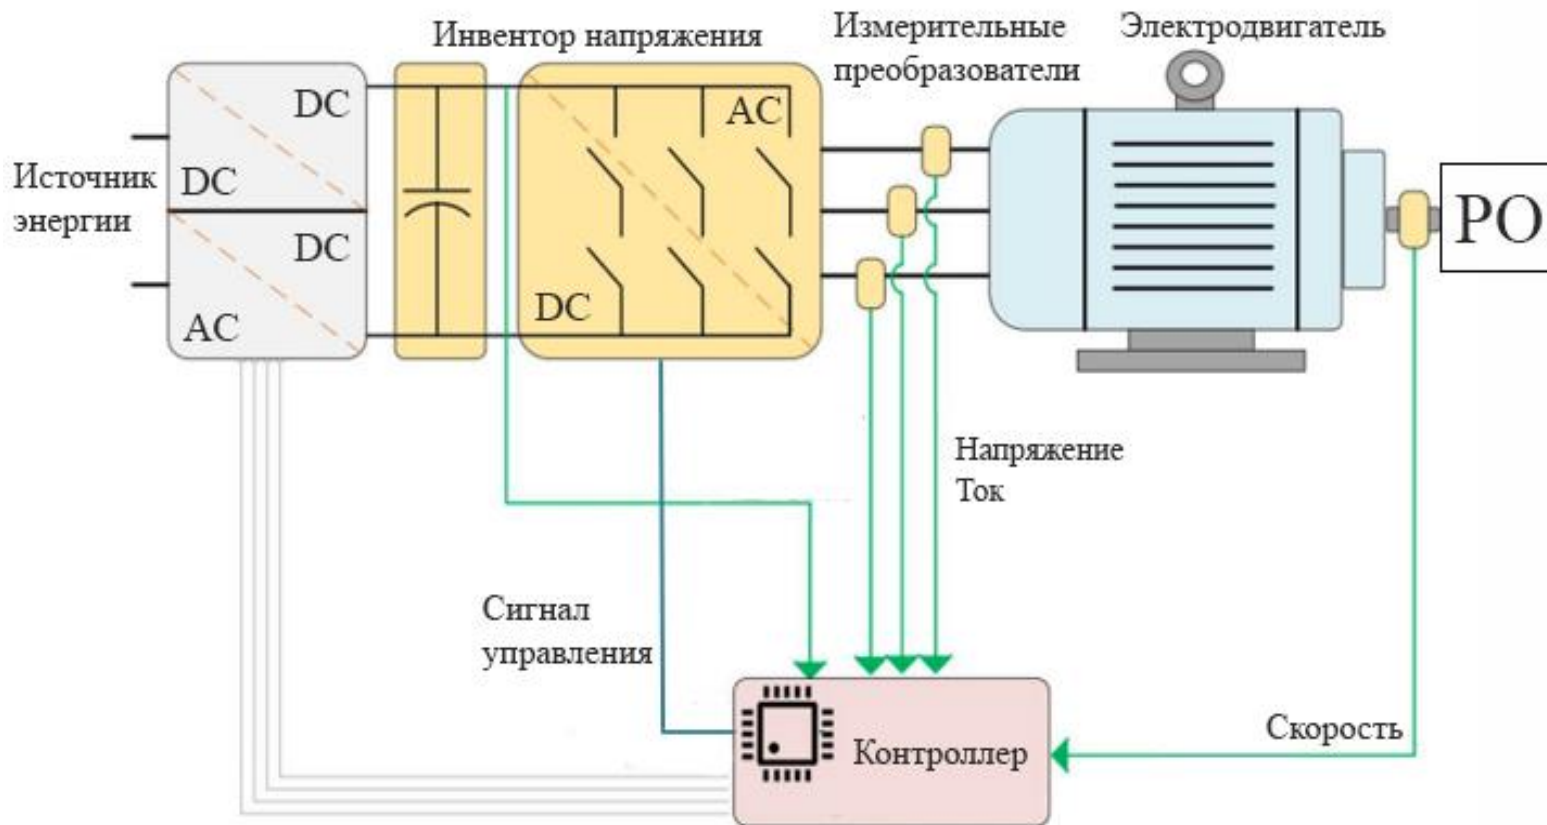 Инвентор напряжения
Измерительные
преобразователи
Электродвигатель
DC
DC
DC
AC
AC
DC
Источник
энергии
РО
Напряжение
Ток
Сигнал
управления
Контроллер
Скорость